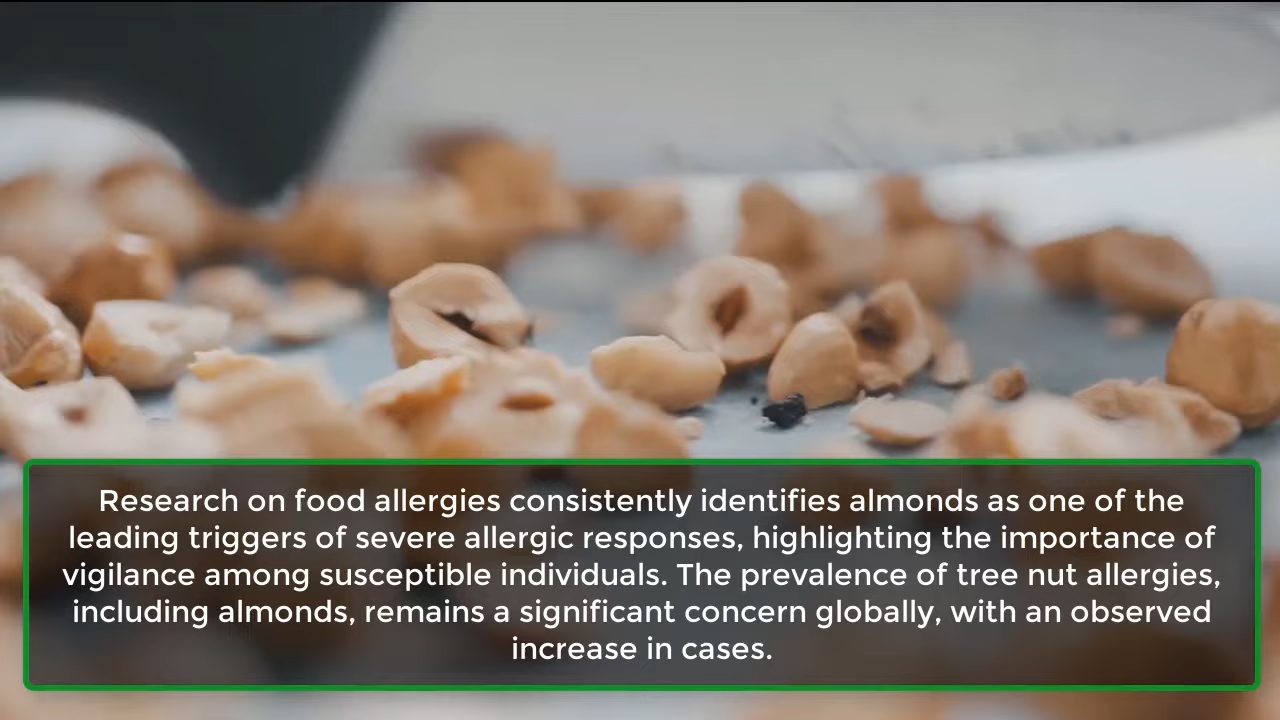 Research on food allergies consistently identifies almonds as one of the
leading triggers of severe allergic responses, highlighting the importance of
vigilance among susceptible individuals. The prevalence of tree nut allergies,
including almonds, remains a significant concern globally, with an observed
increase in cases.